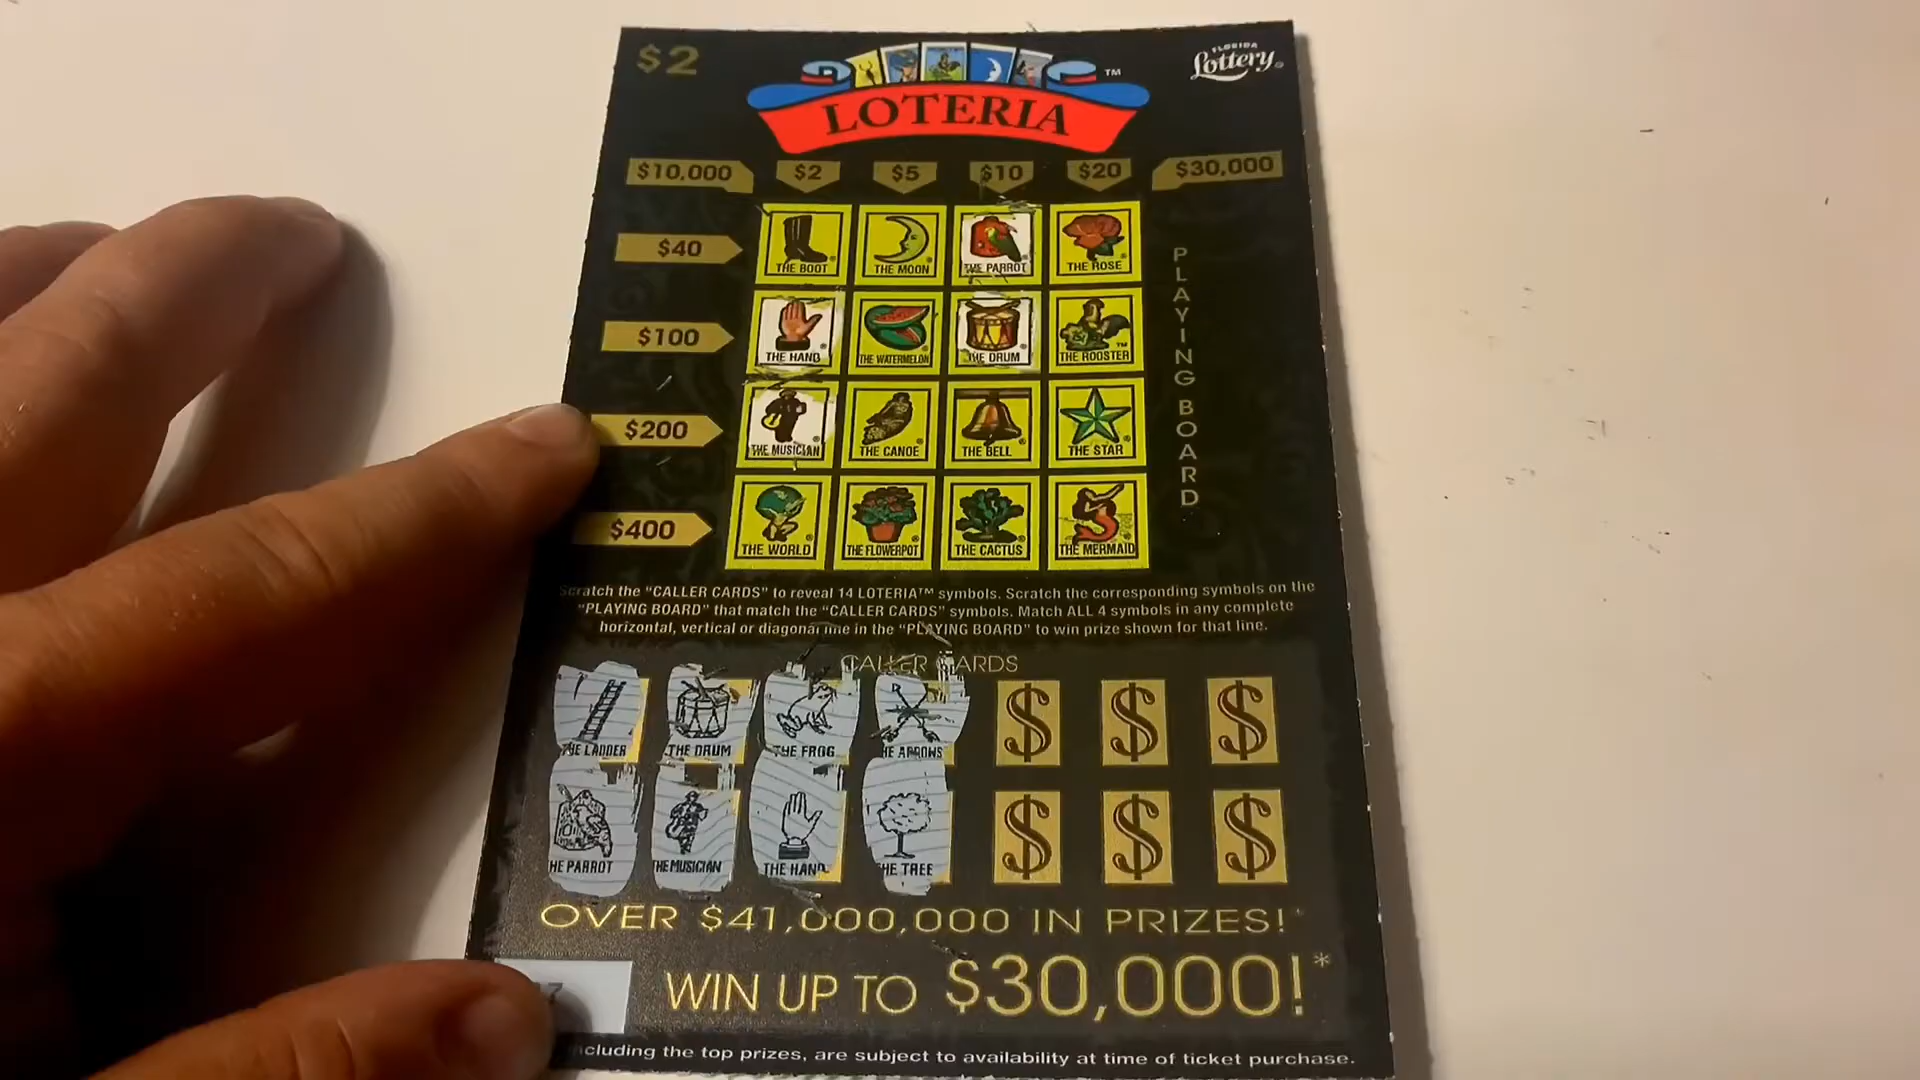 $2
FLORIDA
Lottery
LOTERIA™
$10,000 $2 $5 $10 $20 $30,000
$40
THE BOOT THE MOON THE PARROT THE ROSE
$100
THE HAND THE WATERMELON THE DRUM THE ROOSTER™
$200
THE MUSICIAN THE CANOE THE BELL THE STAR
$400
THE WORLD THE FLOWERPOT THE CACTUS THE MERMAID
PLAYING BOARD
Scratch the "CALLER CARDS" to reveal 14 LOTERIA™ symbols. Scratch the corresponding symbols on the
"PLAYING BOARD" that match the "CALLER CARDS" symbols. Match ALL 4 symbols in any complete
horizontal, vertical or diagonal line in the "PLAYING BOARD" to win prize shown for that line.
CALLER CARDS
$ $ $
THE LADDER THE DRUM THE FROG HE ARROWS
$ $ $
HE PARROT THE MUSICIAN THE HAND HE TREE
OVER $41,000,000 IN PRIZES!*
WIN UP TO $30,000!*
including the top prizes, are subject to availability at time of ticket purchase.